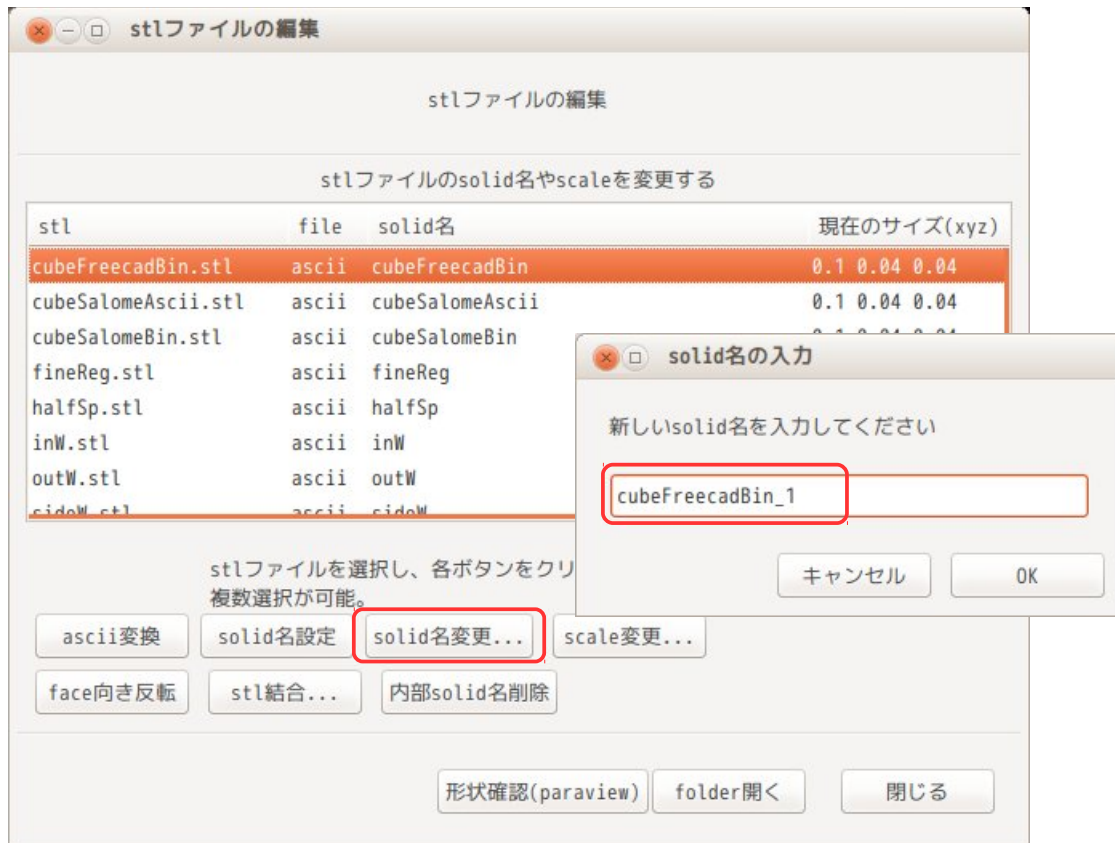 stlファイルの編集
stlファイルの編集
stlファイルのsolid名やscaleを変更する
stl file solid名 現在のサイズ(xyz)
cubeFreecadBin.stl ascii cubeFreecadBin 0.1 0.04 0.04
cubeSalomeAscii.stl ascii cubeSalomeAscii 0.1 0.04 0.04
cubeSalomeBin.stl ascii cubeSalomeBin 0.1 0.04 0.04
fineReg.stl ascii fineReg
halfSp.stl ascii halfSp
inW.stl ascii inW
outW.stl ascii outW
sideW.stl ascii sideW
solid名の入力
新しいsolid名を入力してください
cubeFreecadBin_1
キャンセル OK
stlファイルを選択し、各ボタンをクリ
複数選択が可能。
ascii変換 solid名設定 solid名変更... scale変更...
face向き反転 stl結合... 内部solid名削除
形状確認(paraview) folder開く 閉じる